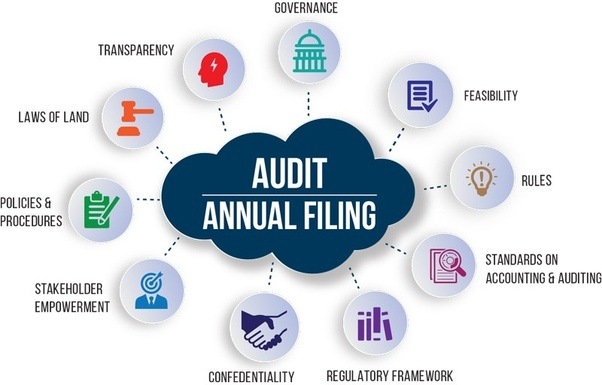 GOVERNANCE
TRANSPARENCY
FEASIBILITY
LAWS OF LAND
AUDIT
ANNUAL FILING
RULES
POLICIES &
PROCEDURES
STANDARDS ON
ACCOUNTING & AUDITING
STAKEHOLDER
EMPOWERMENT
CONFEDENTIALITY
REGULATORY FRAMEWORK